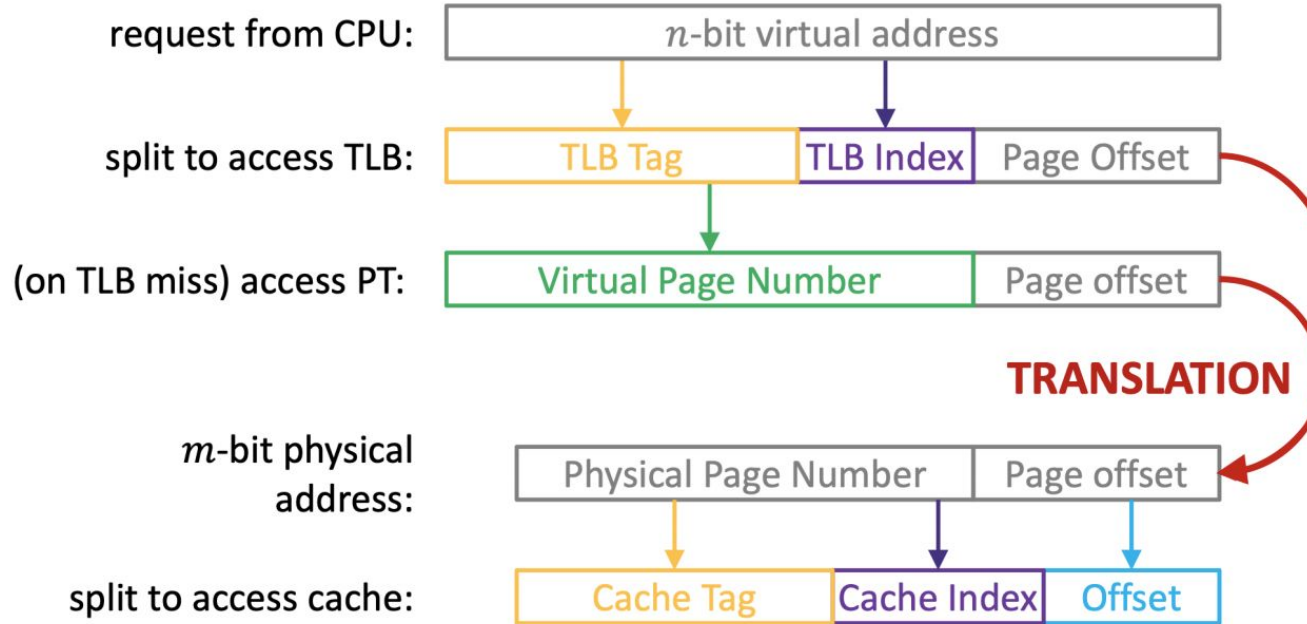 request from CPU: n-bit virtual address
split to access TLB: TLB Tag TLB Index Page Offset
(on TLB miss) access PT: Virtual Page Number Page offset
TRANSLATION
m-bit physical
address:
Physical Page Number Page offset
split to access cache: Cache Tag Cache Index Offset